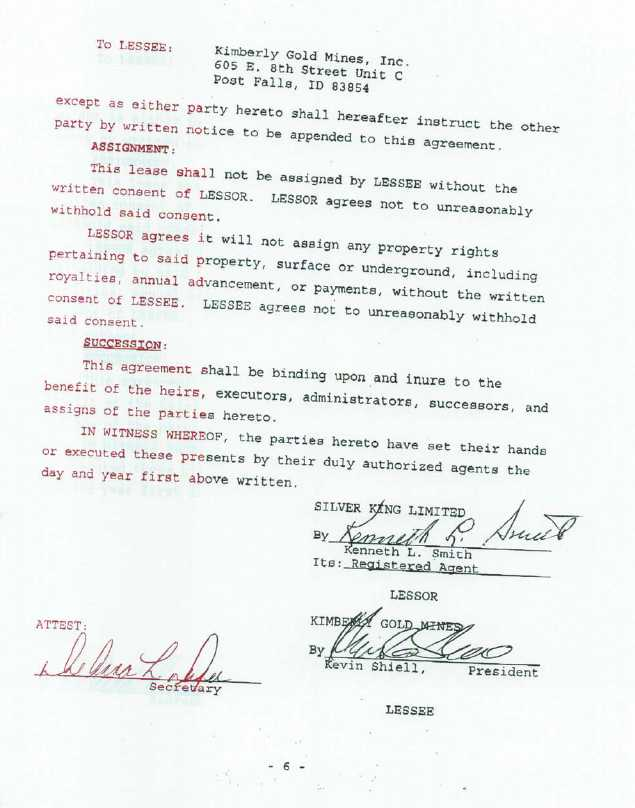 To LESSEE:
Kimberly Gold Mines, Inc.
605 E. 8th Street Unit C
Post Falls, ID 83854
except as either party hereto shall hereafter instruct the other
party by written notice to be appended to this agreement.
ASSIGNMENT:
This lease shall not be assigned by LESSEE without the
written consent of LESSOR. LESSOR agrees not to unreasonably
withhold said consent.
LESSOR agrees it will not assign any property rights
pertaining to said property, surface or underground, including
royalties, annual advancement, or payments, without the written
consent of LESSEE. LESSEE agrees not to unreasonably withhold
said consent.
SUCCESSION:
This agreement shall be binding upon and inure to the
benefit of the heirs, executors, administrators, successors, and
assigns of the parties hereto.
IN WITNESS WHEREOF, the parties hereto have set their hands
or executed these presents by their duly authorized agents the
day and year first above written.
SILVER KING LIMITED
By Kenneth L. Smith
Kenneth L. Smith
Its: Registered Agent
LESSOR
ATTEST:
Secretary
KIMBERLY GOLD MINES
By
Kevin Shiell, President
LESSEE
- 6 -